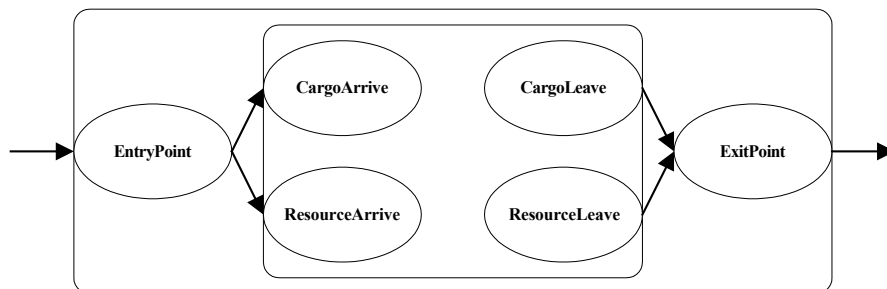 CargoArrive
CargoLeave
EntryPoint
ExitPoint
ResourceArrive
ResourceLeave